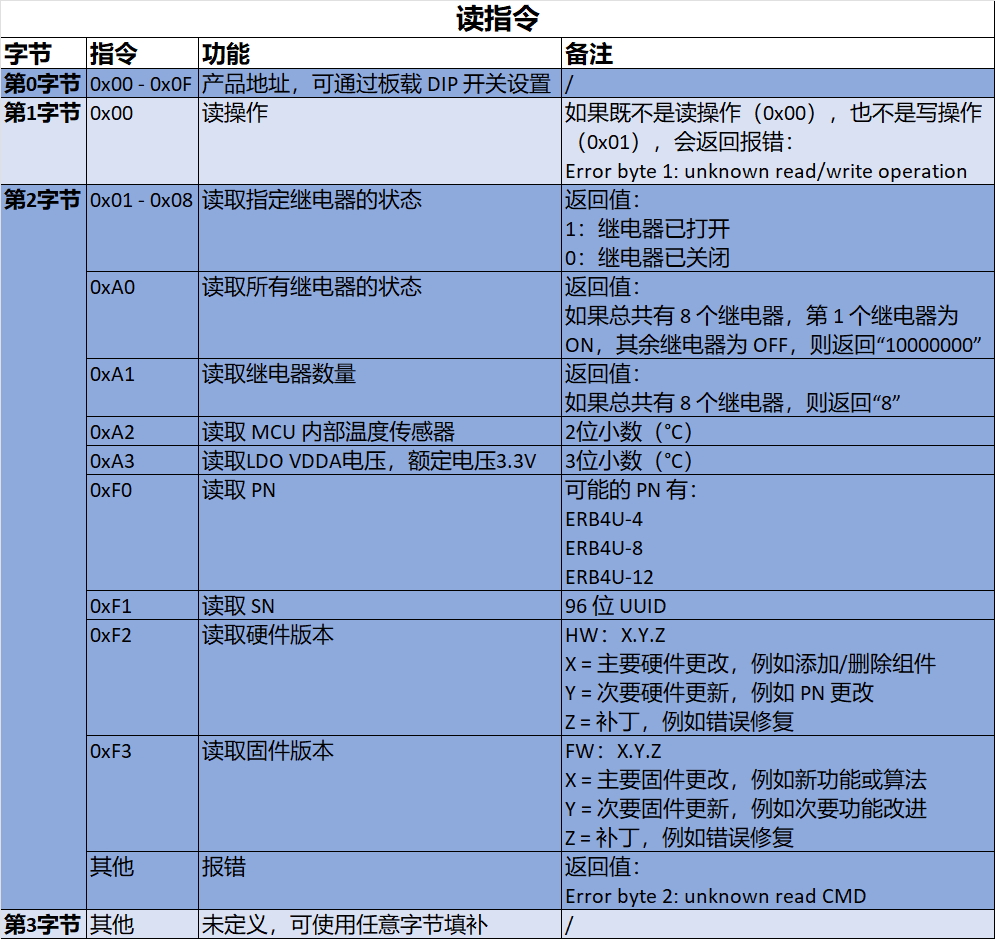 读指令
字节 指令 功能 备注
第0字节 0x00 - 0x0F 产品地址，可通过板载 DIP 开关设置 /
第1字节 0x00 读操作 如果既不是读操作（0x00），也不是写操作
（0x01），会返回报错：
Error byte 1: unknown read/write operation
第2字节 0x01 - 0x08 读取指定继电器的状态 返回值：
1：继电器已打开
0：继电器已关闭
0xA0 读取所有继电器的状态 返回值：
如果总共有 8 个继电器，第 1 个继电器为
ON，其余继电器为 OFF，则返回“10000000”
0xA1 读取继电器数量 返回值：
如果总共有 8 个继电器，则返回“8”
0xA2 读取 MCU 内部温度传感器 2位小数（℃）
0xA3 读取LDO VDDA电压，额定电压3.3V 3位小数（℃）
0xF0 读取 PN 可能的 PN 有：
ERB4U-4
ERB4U-8
ERB4U-12
0xF1 读取 SN 96 位 UUID
0xF2 读取硬件版本 HW：X.Y.Z
X = 主要硬件更改，例如添加/删除组件
Y = 次要硬件更新，例如 PN 更改
Z = 补丁，例如错误修复
0xF3 读取固件版本 FW：X.Y.Z
X = 主要固件更改，例如新功能或算法
Y = 次要固件更新，例如次要功能改进
Z = 补丁，例如错误修复
其他 报错 返回值：
Error byte 2: unknown read CMD
第3字节 其他 未定义，可使用任意字节填补 /